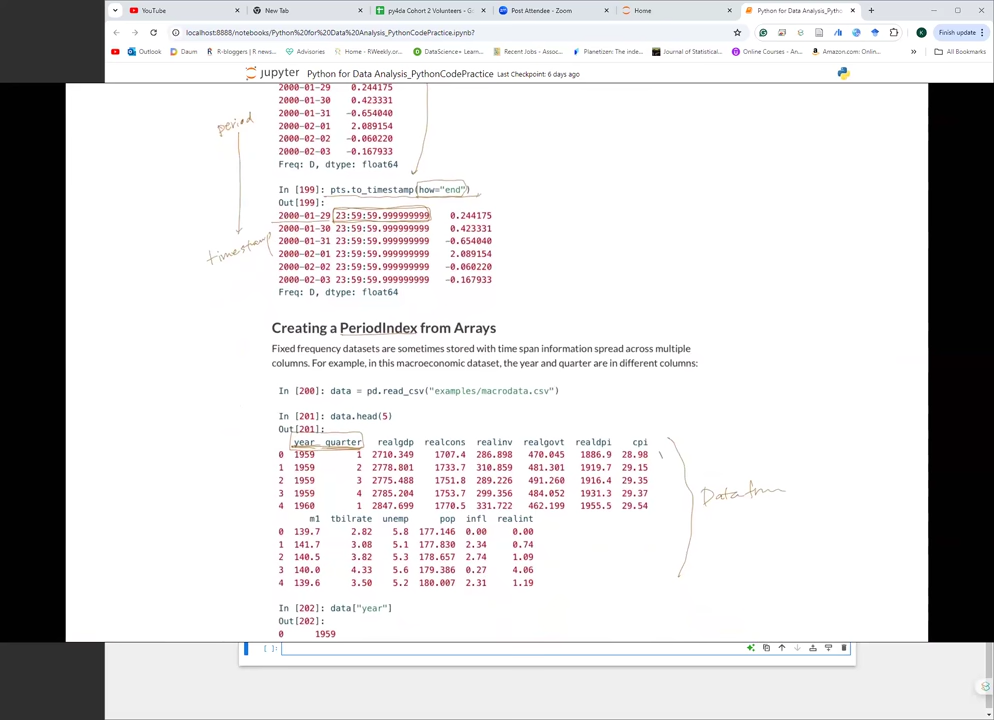 YouTube
New Tab
py4da Cohort 2 Volunteers - G
Post Attendee - Zoom
Home
Python for Data Analysis_Pytho
localhost:8888/notebooks/Python%20for%20Data%20Analysis_PythonCodePractice.ipynb?
Finish update
Outlook
Daum
R-bloggers | R news...
Advisories
Home - RWeekly.or...
DataScience+ Learn...
Recent Jobs - Assoc...
Planetizen: The Inde...
Journal of Statistical...
Online Courses - An...
Amazon.com: Onlin...
All Bookmarks
jupyter Python for Data Analysis_PythonCodePractice Last Checkpoint: 6 days ago
2000-01-29 0.244175
2000-01-30 0.423331
2000-01-31 -0.654040
2000-02-01 2.089154
2000-02-02 -0.060220
2000-02-03 -0.167933
Freq: D, dtype: float64
period
In [199]: pts.to_timestamp(how="end")
Out[199]:
2000-01-29 23:59:59.999999999 0.244175
2000-01-30 23:59:59.999999999 0.423331
2000-01-31 23:59:59.999999999 -0.654040
2000-02-01 23:59:59.999999999 2.089154
2000-02-02 23:59:59.999999999 -0.060220
2000-02-03 23:59:59.999999999 -0.167933
Freq: D, dtype: float64
timestamp
Creating a PeriodIndex from Arrays
Fixed frequency datasets are sometimes stored with time span information spread across multiple
columns. For example, in this macroeconomic dataset, the year and quarter are in different columns:
In [200]: data = pd.read_csv("examples/macrodata.csv")
In [201]: data.head(5)
Out[201]:
year quarter realgdp realcons realinv realgovt realdpi cpi
0 1959 1 2710.349 1707.4 286.898 470.045 1886.9 28.98
1 1959 2 2778.801 1733.7 310.859 481.301 1919.7 29.15
2 1959 3 2775.488 1751.8 289.226 491.260 1916.4 29.35
3 1959 4 2785.204 1753.7 299.356 484.052 1931.3 29.37
4 1960 1 2847.699 1770.5 331.722 462.199 1955.5 29.54
m1 tbilrate unemp pop infl realint
0 139.7 2.82 5.8 177.146 0.00 0.00
1 141.7 3.08 5.1 177.830 2.34 0.74
2 140.5 3.82 5.3 178.657 2.74 1.09
3 140.0 4.33 5.6 179.386 0.27 4.06
4 139.6 3.50 5.2 180.007 2.31 1.19
In [202]: data["year"]
Out[202]:
0 1959
[ ]: